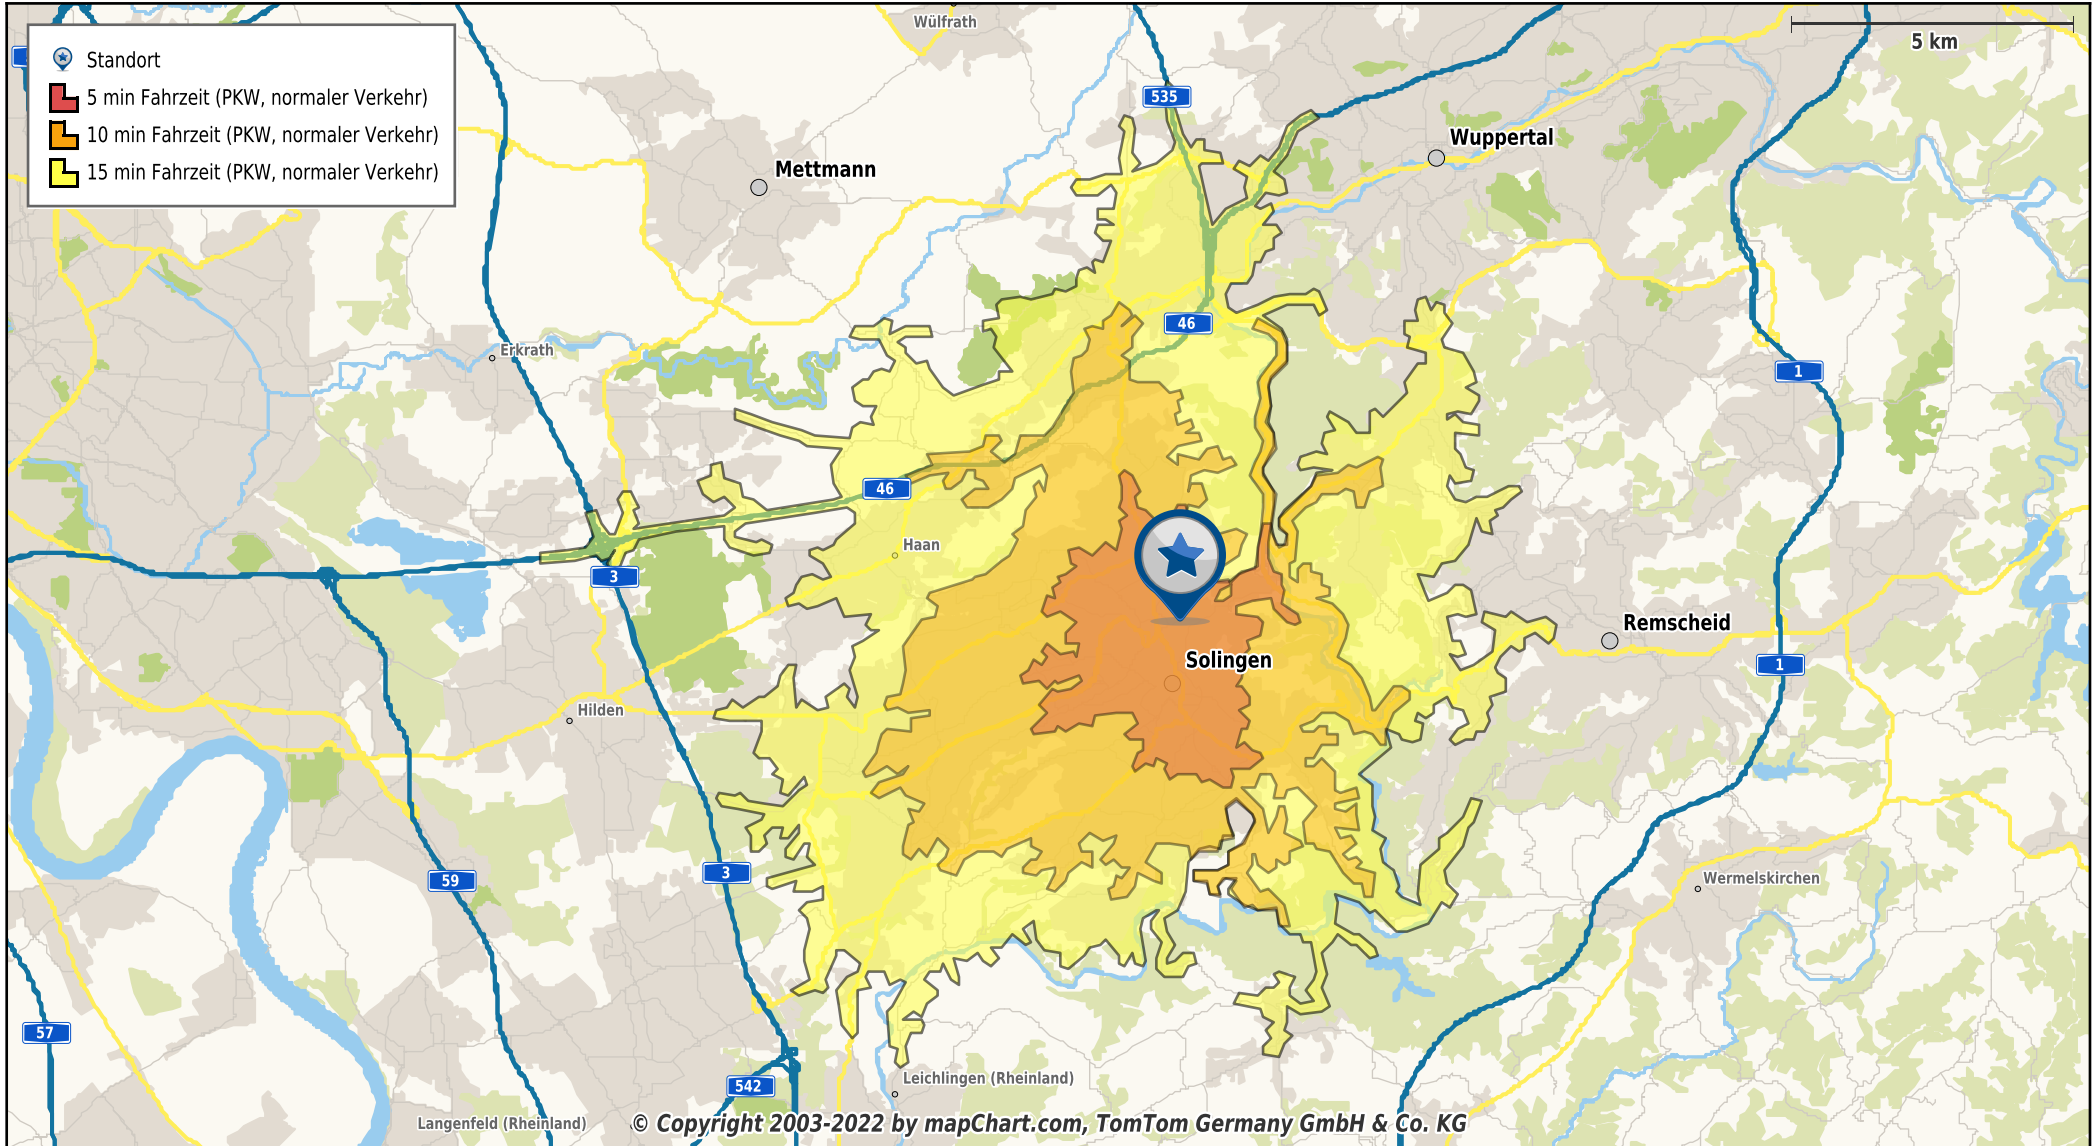 Wülfrath
5 km
Standort
5 min Fahrzeit (PKW, normaler Verkehr)
10 min Fahrzeit (PKW, normaler Verkehr)
15 min Fahrzeit (PKW, normaler Verkehr)
535
Wuppertal
Mettmann
46
Erkrath
1
46
Haan
3
Remscheid
Solingen
1
Hilden
3
59
Wermelskirchen
57
542
Leichlingen (Rheinland)
Langenfeld (Rheinland)
© Copyright 2003-2022 by mapChart.com, TomTom Germany GmbH & Co. KG